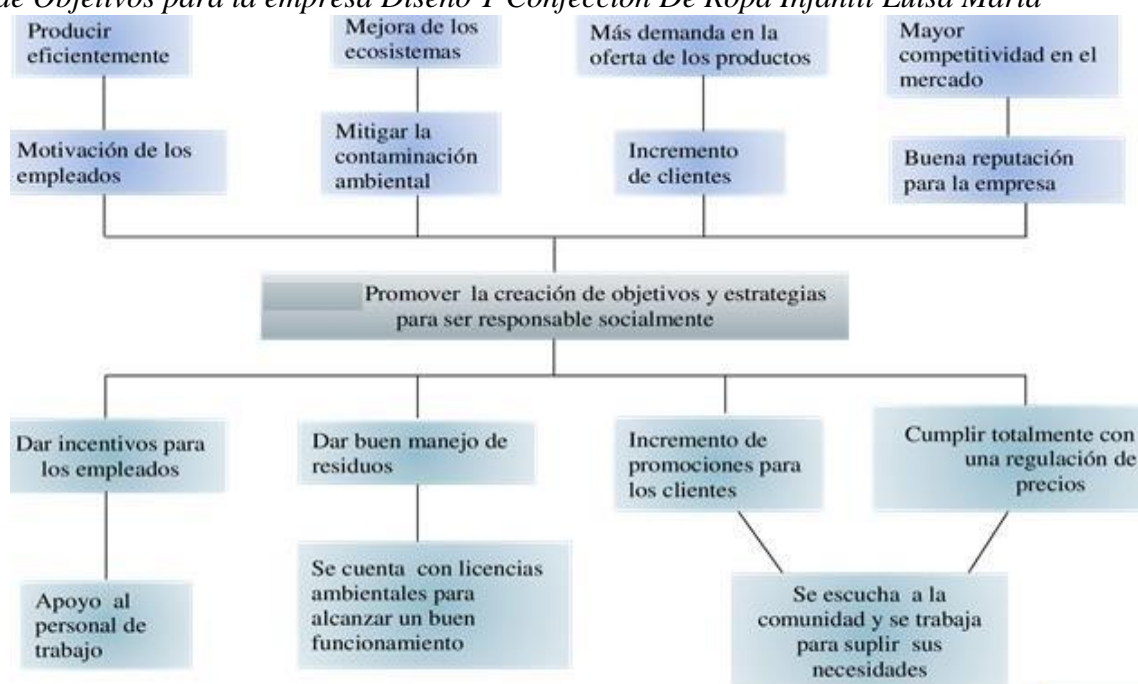 de Objetivos para la empresa Diseño Y Confección De Ropa Infantil Luisa María
Producir
eficientemente
Mejora de los
ecosistemas
Más demanda en la
oferta de los productos
Mayor
competitividad en el
mercado
Motivación de los
empleados
Mitigar la
contaminación
ambiental
Incremento
de clientes
Buena reputación
para la empresa
Promover la creación de objetivos y estrategias
para ser responsable socialmente
Dar incentivos para
los empleados
Dar buen manejo de
residuos
Incremento de
promociones para
los clientes
Cumplir totalmente con
una regulación de
precios
Apoyo al
personal de
trabajo
Se cuenta con licencias
ambientales para
alcanzar un buen
funcionamiento
Se escucha a la
comunidad y se trabaja
para suplir sus
necesidades